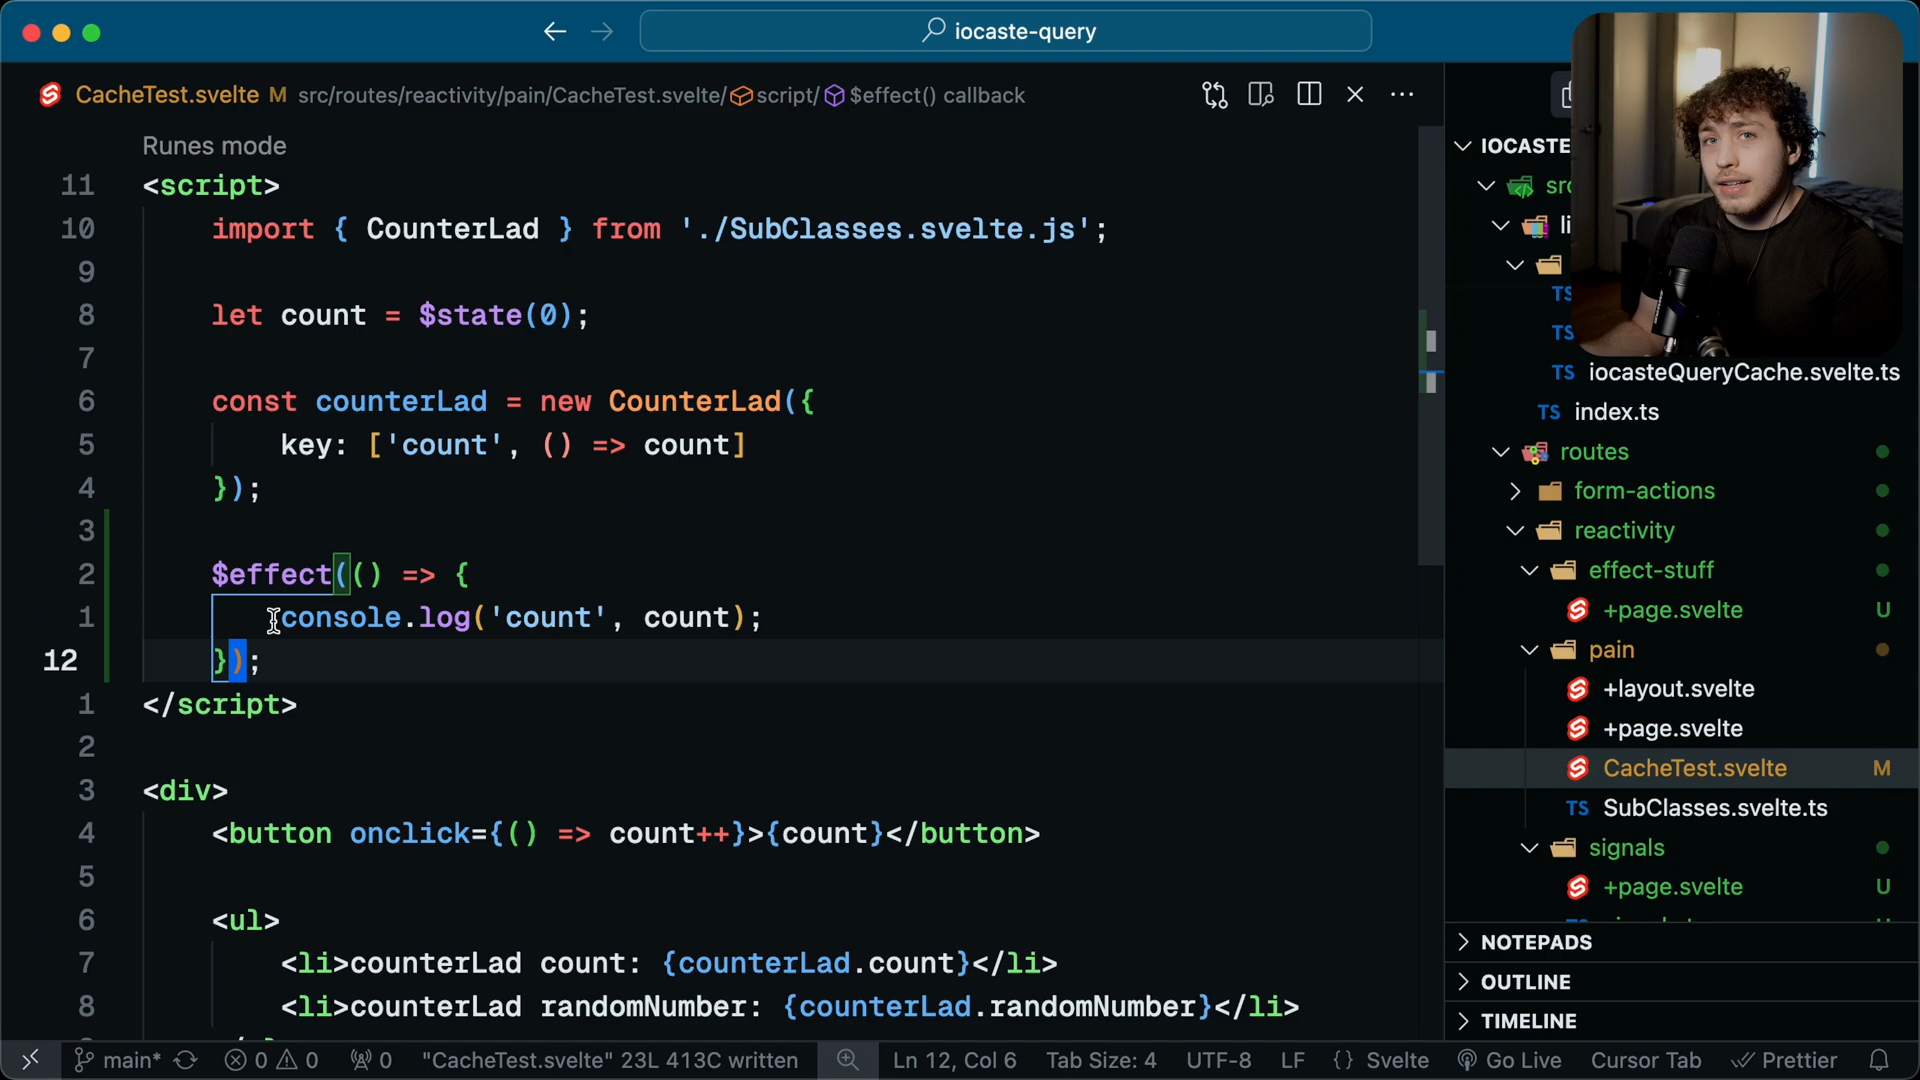 iocaste-query
CacheTest.svelte M src/routes/reactivity/pain/CacheTest.svelte/ script/ $effect() callback
Runes mode
11 <script>
10 import { CounterLad } from './SubClasses.svelte.js';
9
8 let count = $state(0);
7
6 const counterLad = new CounterLad({
5 key: ['count', () => count]
4 });
3
2 $effect(() => {
1 console.log('count', count);
12 });
1 </script>
2
3 <div>
4 <button onclick={() => count++}>{count}</button>
5
6 <ul>
7 <li>counterLad count: {counterLad.count}</li>
8 <li>counterLad randomNumber: {counterLad.randomNumber}</li>
IOCASTE
src
li
TS
TS
TS iocasteQueryCache.svelte.ts
TS index.ts
routes
form-actions
reactivity
effect-stuff
+page.svelte U
pain
+layout.svelte
+page.svelte
CacheTest.svelte M
TS SubClasses.svelte.ts
signals
+page.svelte U
NOTEPADS
OUTLINE
TIMELINE
main* 0 0 0 "CacheTest.svelte" 23L 413C written Ln 12, Col 6 Tab Size: 4 UTF-8 LF {} Svelte Go Live Cursor Tab Prettier